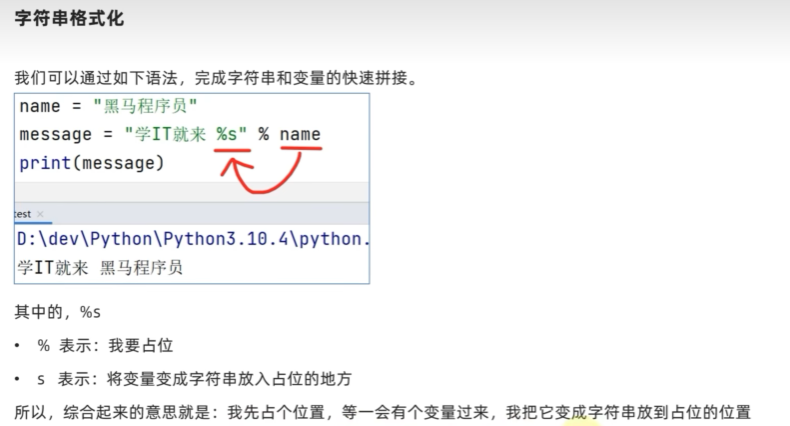 字符串格式化
我们可以通过如下语法，完成字符串和变量的快速拼接。
name = "黑马程序员"
message = "学IT就来 %s" % name
print(message)
test ×
D:\dev\Python\Python3.10.4\python.
学IT就来 黑马程序员
其中的，%s
• % 表示：我要占位
• s 表示：将变量变成字符串放入占位的地方
所以，综合起来的意思就是：我先占个位置，等一会有个变量过来，我把它变成字符串放到占位的位置